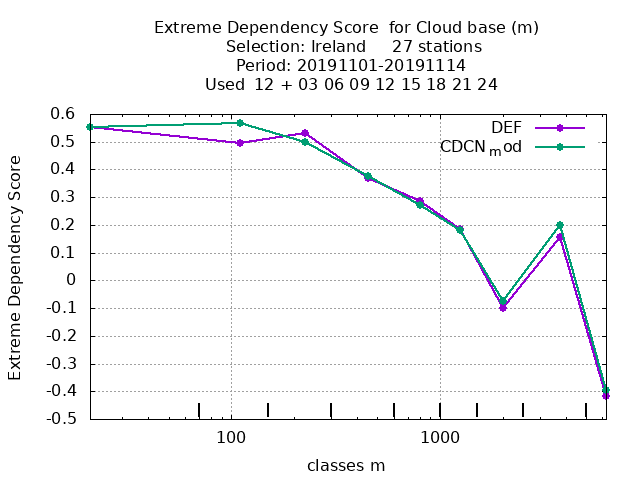 Extreme Dependency Score  for Cloud base (m)
Selection: Ireland     27 stations
Period: 20191101-20191114
Used  12 + 03 06 09 12 15 18 21 24
DEF
CDCN_mod
Extreme Dependency Score
0.6
0.5
0.4
0.3
0.2
0.1
0
-0.1
-0.2
-0.3
-0.4
-0.5
100 1000
classes m